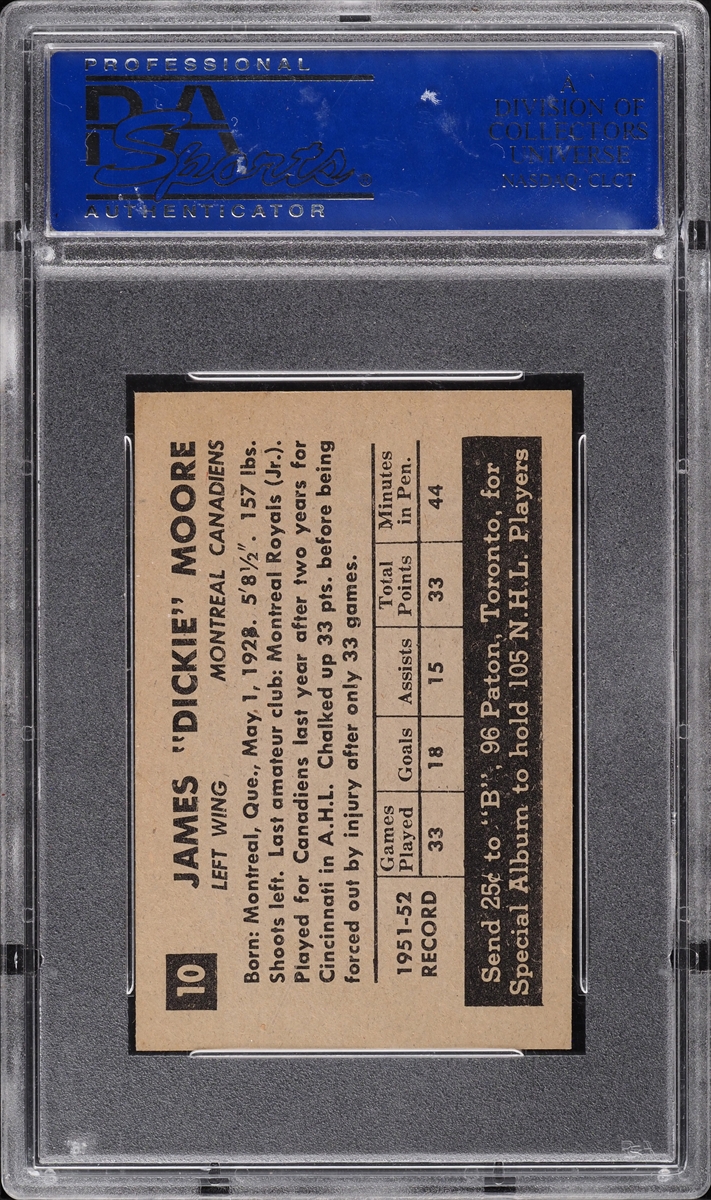 PROFESSIONAL
PSA
Sports®
AUTHENTICATOR
A
DIVISION OF
COLLECTORS
UNIVERSE
NASDAQ: CLCT
10
JAMES "DICKIE" MOORE
LEFT WING MONTREAL CANADIENS
Born: Montreal, Que., May 1, 1928. 5'8½". 157 lbs.
Shoots left. Last amateur club: Montreal Royals (Jr.).
Played for Canadiens last year after two years for
Cincinnati in A.H.L. Chalked up 33 pts. before being
forced out by injury after only 33 games.
1951-52 RECORD
Games Played Goals Assists Total Points Minutes in Pen.
33 18 15 33 44
Send 25¢ to "B", 96 Paton, Toronto, for
Special Album to hold 105 N.H.L. Players
PSA